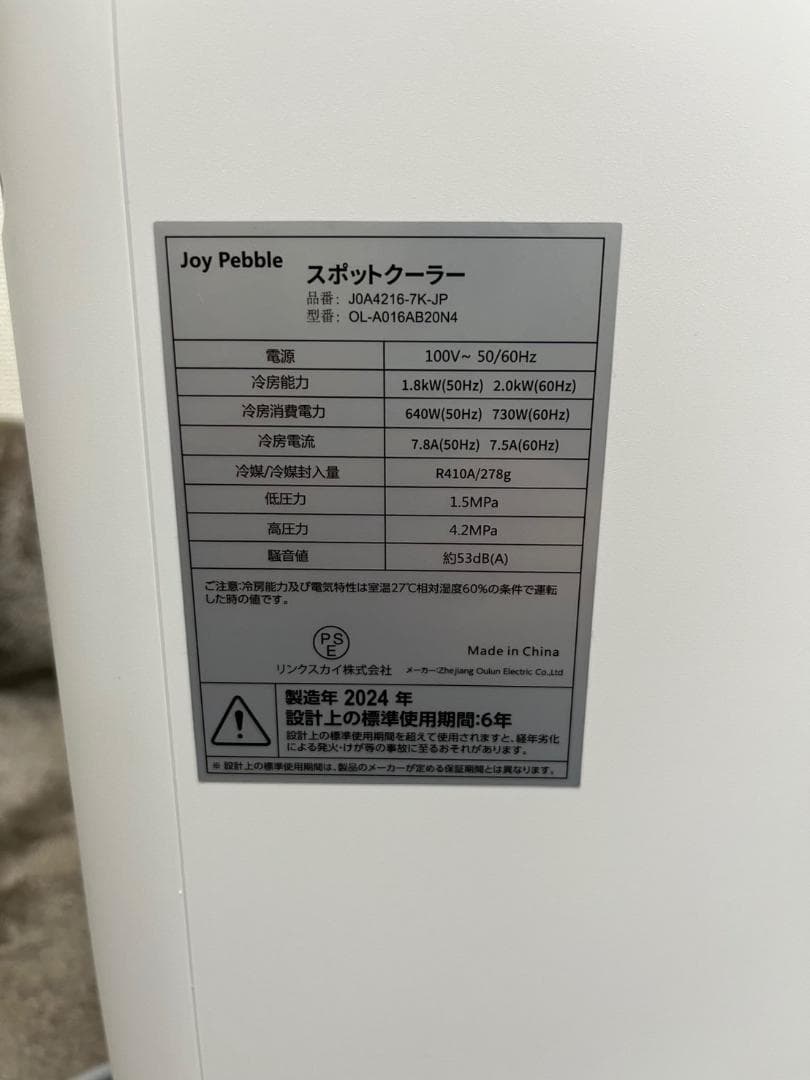 Joy Pebble
スポットクーラー
品番: J0A4216-7K-JP
型番: OL-A016AB20N4
電源 100V~ 50/60Hz
冷房能力 1.8kW(50Hz) 2.0kW(60Hz)
冷房消費電力 640W(50Hz) 730W(60Hz)
冷房電流 7.8A(50Hz) 7.5A(60Hz)
冷媒/冷媒封入量 R410A/278g
低圧力 1.5MPa
高圧力 4.2MPa
騒音値 約53dB(A)
ご注意:冷房能力及び電気特性は室温27℃相対湿度60%の条件で運転
した時の値です。
PSE
Made in China
リンクスカイ株式会社 メーカー:Zhejiang Oulun Electric Co.,Ltd
製造年 2024 年
設計上の標準使用期間:6年
設計上の標準使用期間を超えて使用されますと、経年劣化
による発火・けが等の事故に至るおそれがあります。
※ 設計上の標準使用期間は、製品のメーカーが定める保証期間とは異なります。